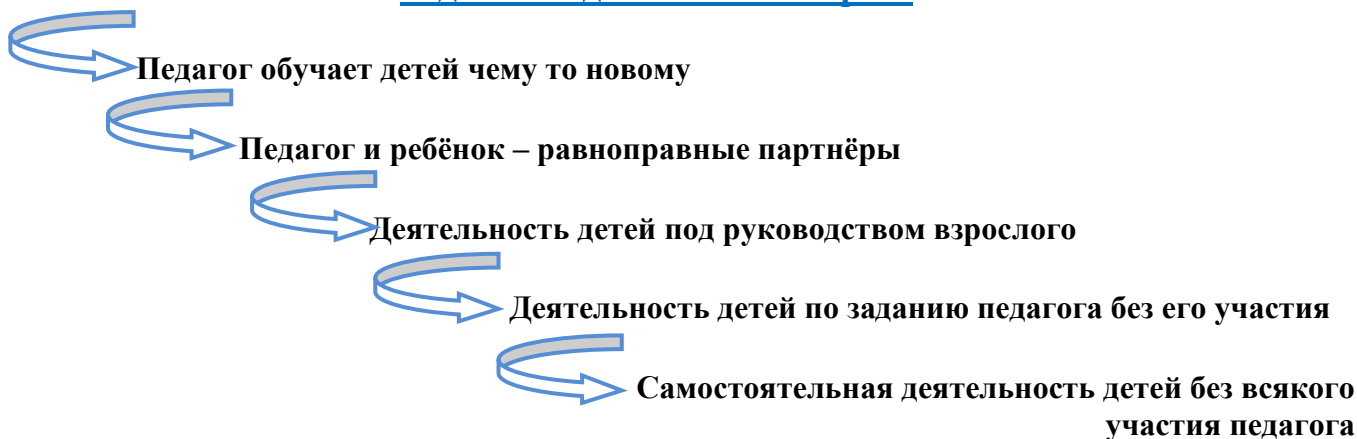 Педагог обучает детей чему то новому
Педагог и ребёнок – равноправные партнёры
Деятельность детей под руководством взрослого
Деятельность детей по заданию педагога без его участия
Самостоятельная деятельность детей без всякого
участия педагога